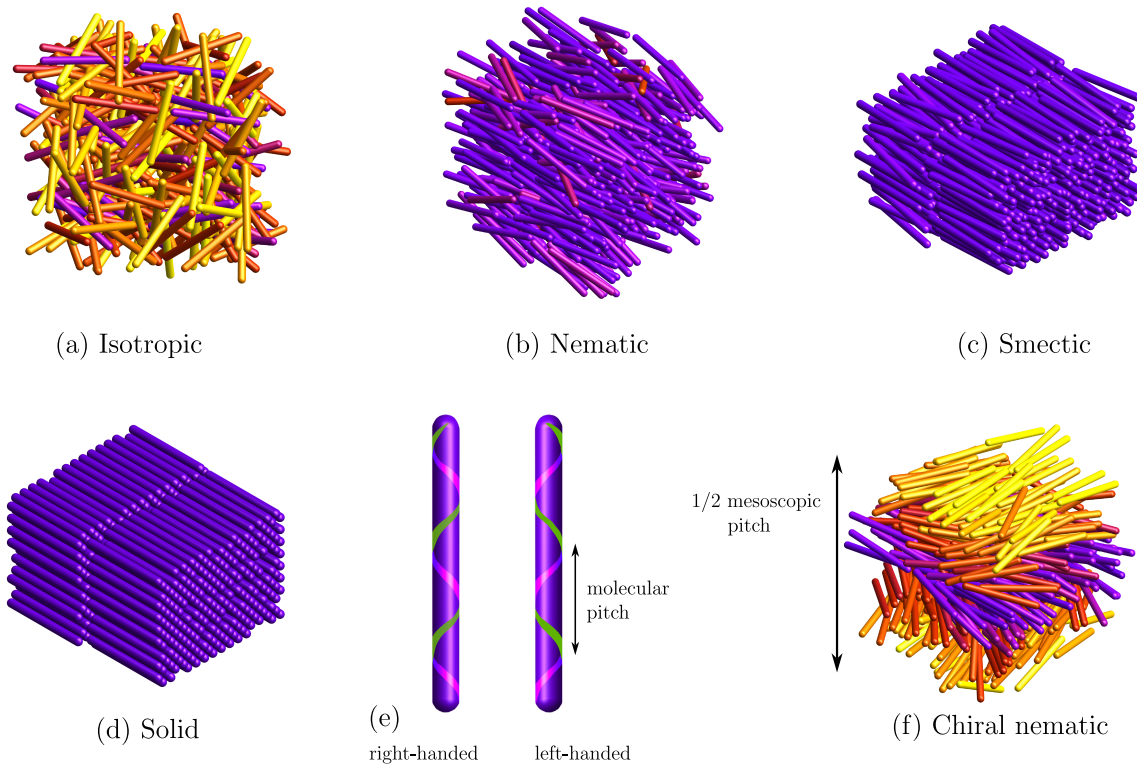 (a) Isotropic
(b) Nematic
(c) Smectic
(d) Solid
(e)
right-handed
left-handed
molecular
pitch
1/2 mesoscopic
pitch
(f) Chiral nematic